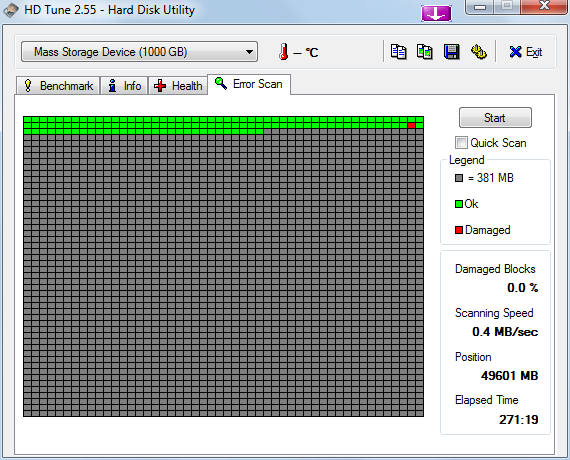 HD Tune 2.55 - Hard Disk Utility
Mass Storage Device (1000 GB)
– °C
Exit
Benchmark
Info
Health
Error Scan
Start
Quick Scan
Legend
= 381 MB
Ok
Damaged
Damaged Blocks
0.0 %
Scanning Speed
0.4 MB/sec
Position
49601 MB
Elapsed Time
271:19